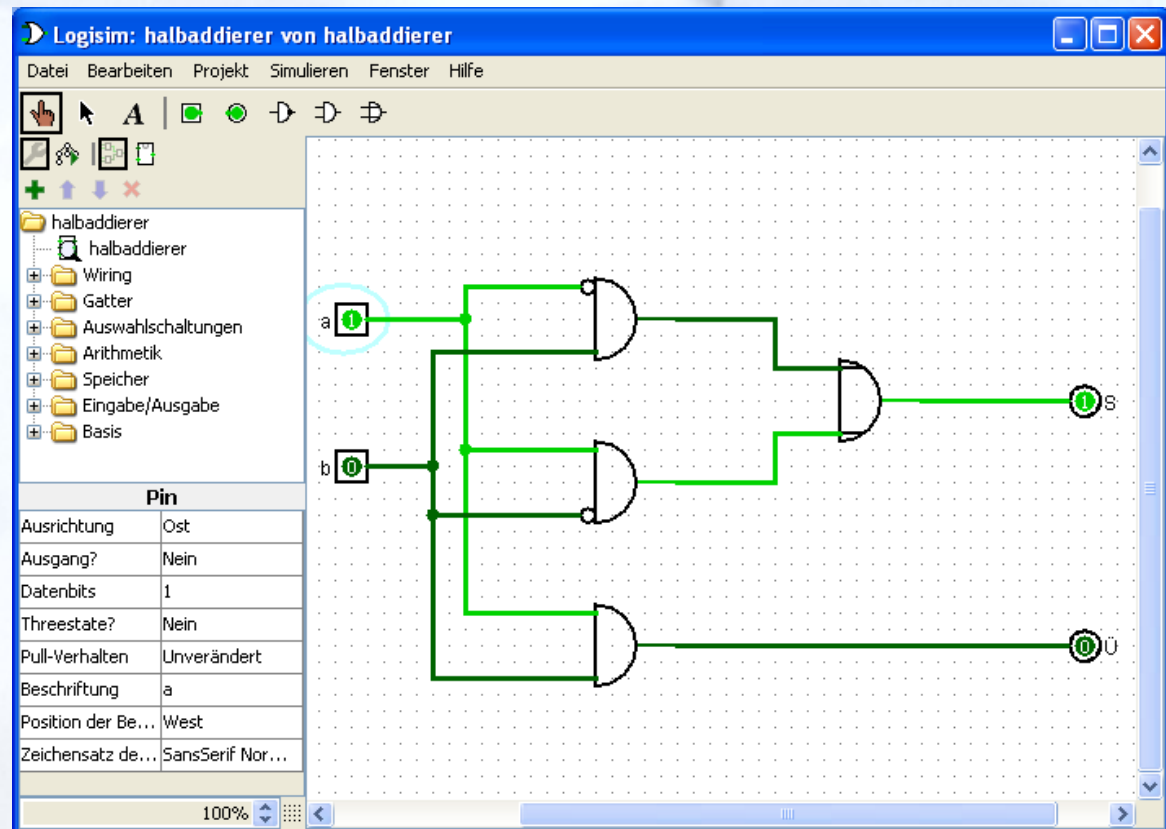 Logisim: halbaddierer von halbaddierer
Datei Bearbeiten Projekt Simulieren Fenster Hilfe
A
halbaddierer
halbaddierer
Wiring
Gatter
Auswahlschaltungen
Arithmetik
Speicher
Eingabe/Ausgabe
Basis
Pin
Ausrichtung Ost
Ausgang? Nein
Datenbits 1
Threestate? Nein
Pull-Verhalten Unverändert
Beschriftung a
Position der Be... West
Zeichensatz de... SansSerif Nor...
100%
a 1
b 0
1 S
0 Ü